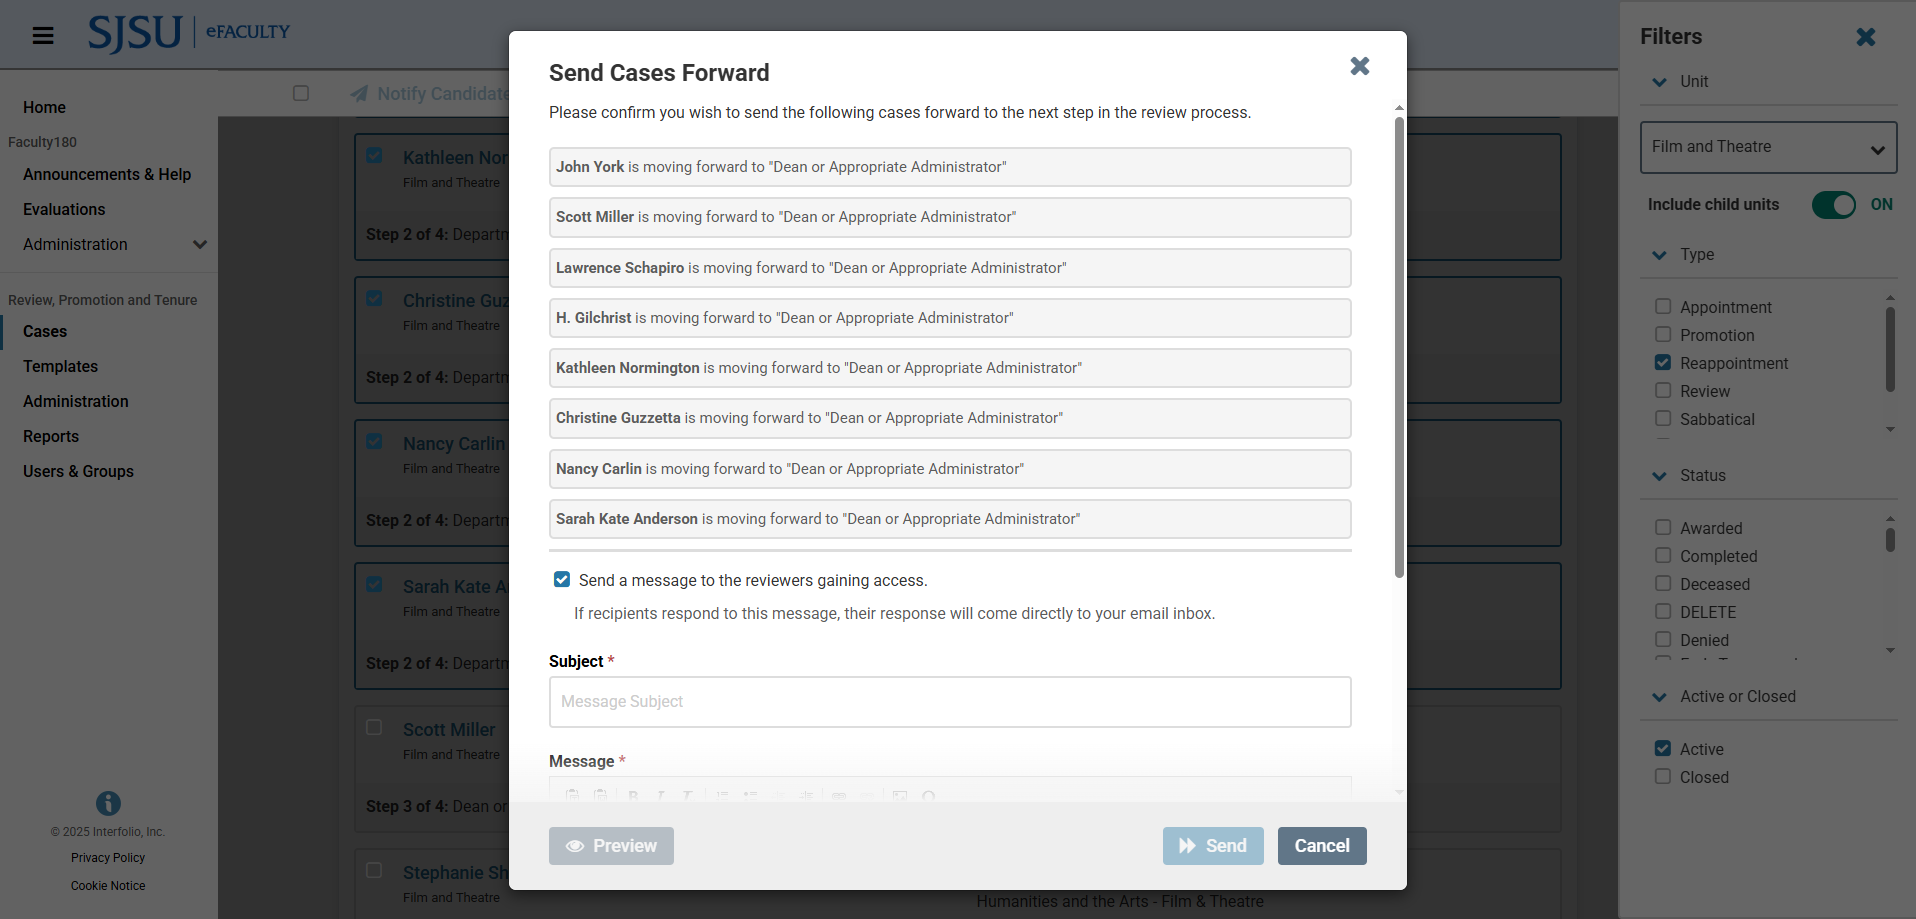 SJSU eFACULTY
Home
Faculty180
Announcements & Help
Evaluations
Administration
Review, Promotion and Tenure
Cases
Templates
Administration
Reports
Users & Groups
© 2025 Interfolio, Inc.
Privacy Policy
Cookie Notice
Notify Candidate
Kathleen Nor
Film and Theatre
Step 2 of 4: Departm
Christine Guz
Film and Theatre
Step 2 of 4: Departm
Nancy Carlin
Film and Theatre
Step 2 of 4: Departm
Sarah Kate A
Film and Theatre
Step 2 of 4: Departm
Scott Miller
Film and Theatre
Step 3 of 4: Dean or
Stephanie Sh
Film and Theatre
Humanities and the Arts - Film & Theatre
Send Cases Forward
Please confirm you wish to send the following cases forward to the next step in the review process.
John York is moving forward to "Dean or Appropriate Administrator"
Scott Miller is moving forward to "Dean or Appropriate Administrator"
Lawrence Schapiro is moving forward to "Dean or Appropriate Administrator"
H. Gilchrist is moving forward to "Dean or Appropriate Administrator"
Kathleen Normington is moving forward to "Dean or Appropriate Administrator"
Christine Guzzetta is moving forward to "Dean or Appropriate Administrator"
Nancy Carlin is moving forward to "Dean or Appropriate Administrator"
Sarah Kate Anderson is moving forward to "Dean or Appropriate Administrator"
Send a message to the reviewers gaining access.
If recipients respond to this message, their response will come directly to your email inbox.
Subject *
Message Subject
Message *
Preview
Send
Cancel
Filters
Unit
Film and Theatre
Include child units ON
Type
Appointment
Promotion
Reappointment
Review
Sabbatical
Status
Awarded
Completed
Deceased
DELETE
Denied
Active or Closed
Active
Closed